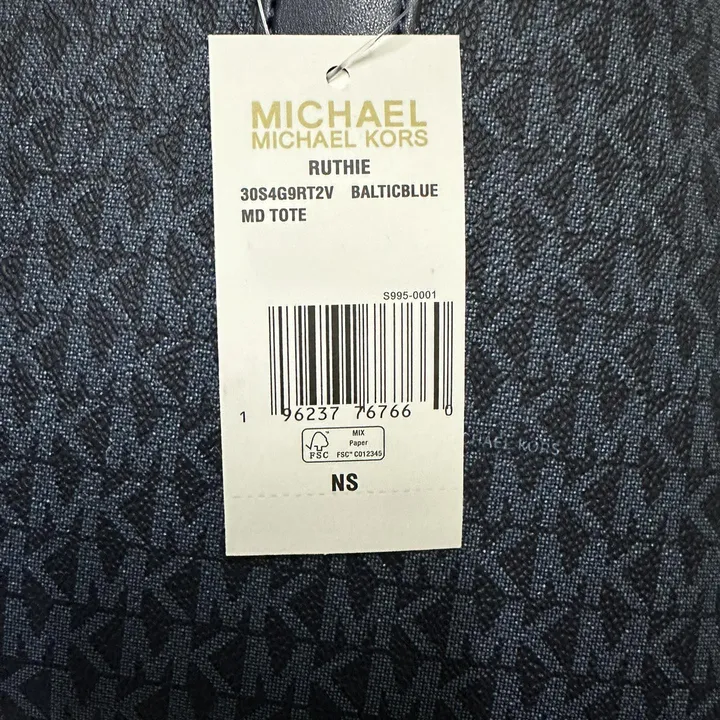 MICHAEL
MICHAEL KORS
RUTHIE
30S4G9RT2V BALTICBLUE
MD TOTE
S995-0001
1 96237 76766 0
FSC
MIX
Paper
FSC® C012345
NS
MICHAEL